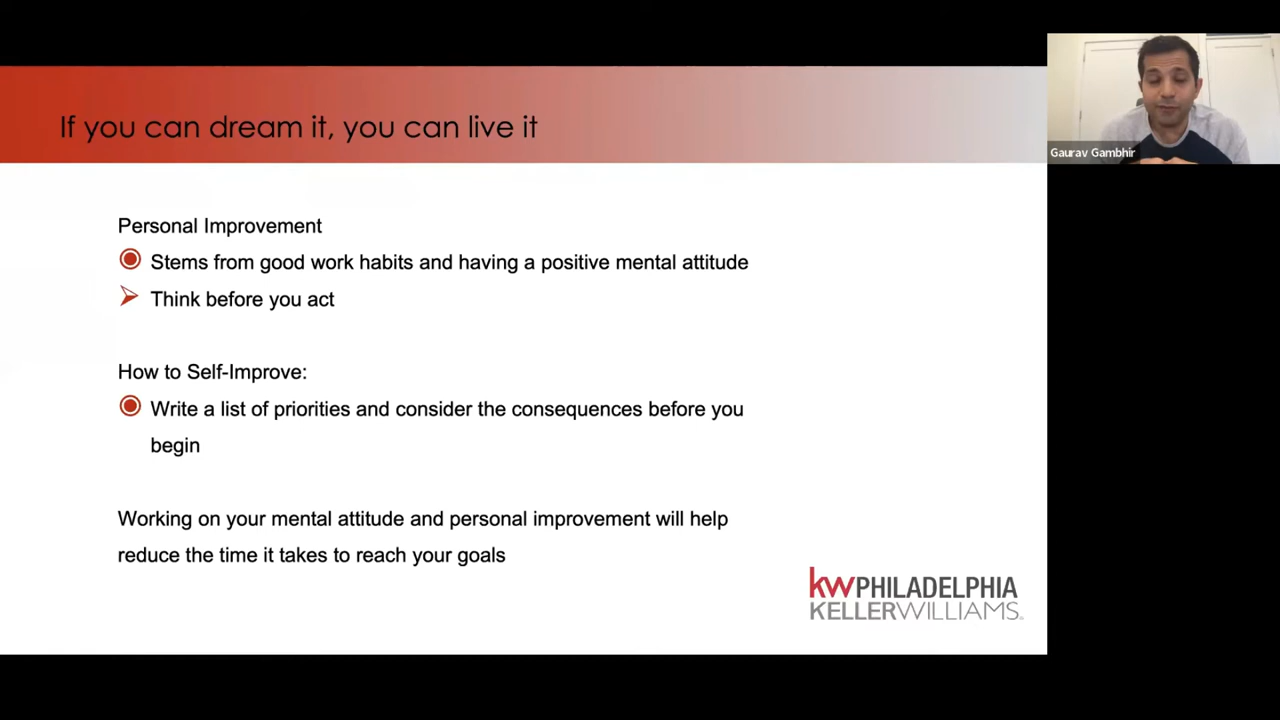 If you can dream it, you can live it
Gaurav Gambhir
Personal Improvement
Stems from good work habits and having a positive mental attitude
Think before you act
How to Self-Improve:
Write a list of priorities and consider the consequences before you
begin
Working on your mental attitude and personal improvement will help
reduce the time it takes to reach your goals
kwPHILADELPHIA
KELLERWILLIAMS®